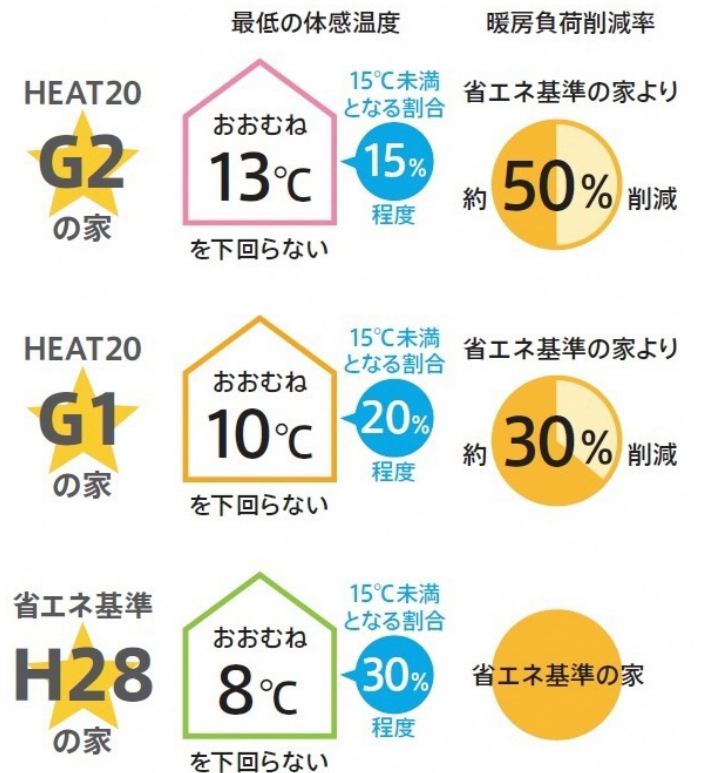 最低の体感温度
暖房負荷削減率
HEAT20
G2
の家
おおむね
13℃
を下回らない
15℃未満
となる割合
15%
程度
省エネ基準の家より
約 50% 削減
HEAT20
G1
の家
おおむね
10℃
を下回らない
15℃未満
となる割合
20%
程度
省エネ基準の家より
約 30% 削減
省エネ基準
H28
の家
おおむね
8℃
を下回らない
15℃未満
となる割合
30%
程度
省エネ基準の家